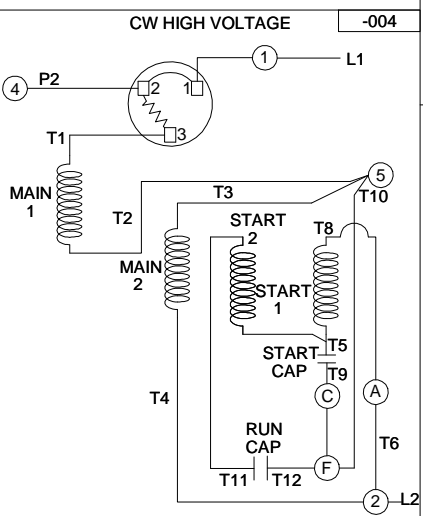 CW HIGH VOLTAGE
-004
1
L1
4
P2
2
1
3
T1
5
MAIN
1
T3
T10
T2
START
2
T8
MAIN
2
START
1
T5
START
CAP
T9
C
A
T4
RUN
CAP
T6
T11
T12
F
2
L2